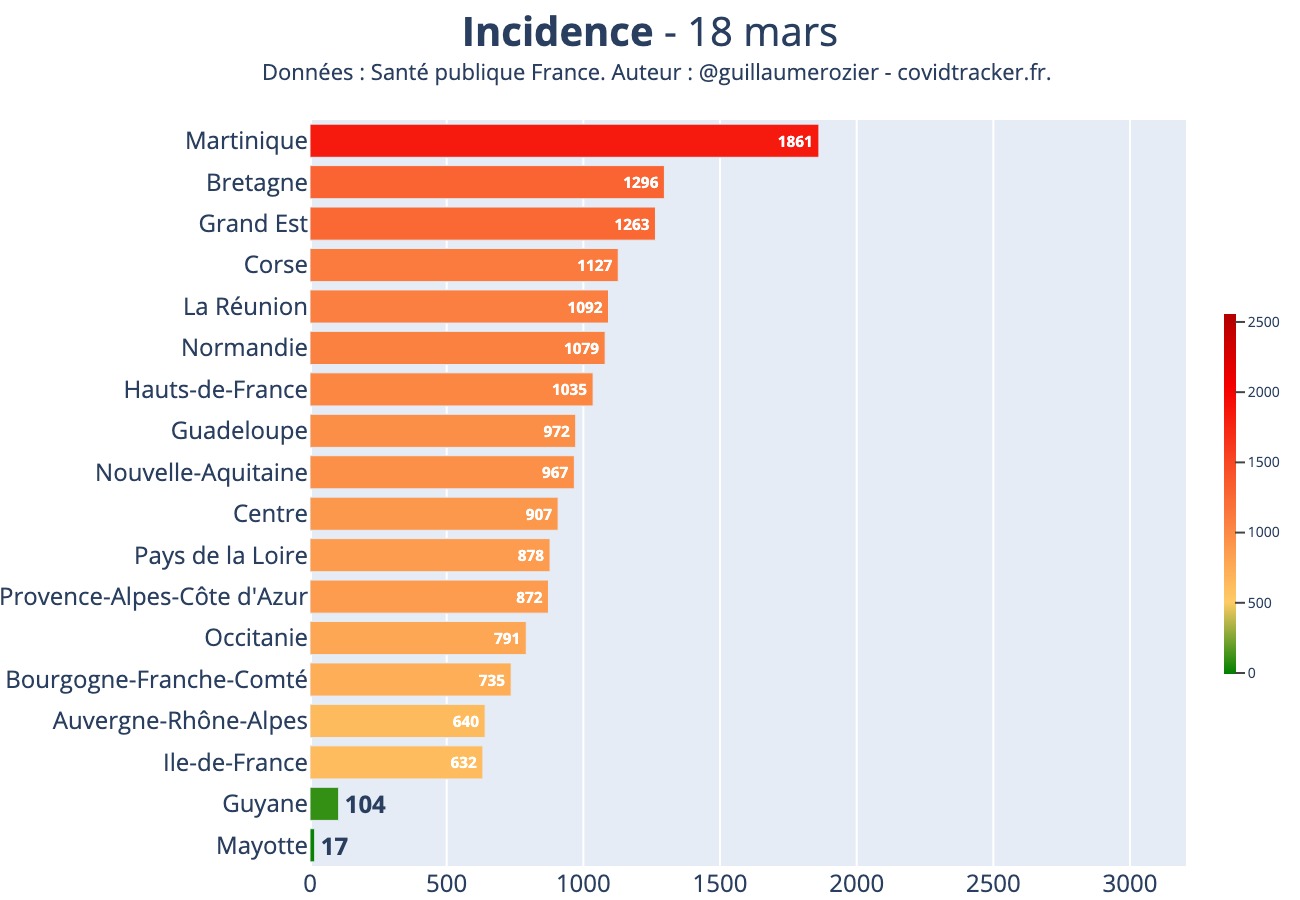 Incidence - 18 mars
Données : Santé publique France. Auteur : @guillaumerozier - covidtracker.fr.
Martinique 1861
Bretagne 1296
Grand Est 1263
Corse 1127
La Réunion 1092
Normandie 1079
Hauts-de-France 1035
Guadeloupe 972
Nouvelle-Aquitaine 967
Centre 907
Pays de la Loire 878
Provence-Alpes-Côte d'Azur 872
Occitanie 791
Bourgogne-Franche-Comté 735
Auvergne-Rhône-Alpes 640
Ile-de-France 632
Guyane 104
Mayotte 17
0 500 1000 1500 2000 2500 3000
2500
2000
1500
1000
500
0